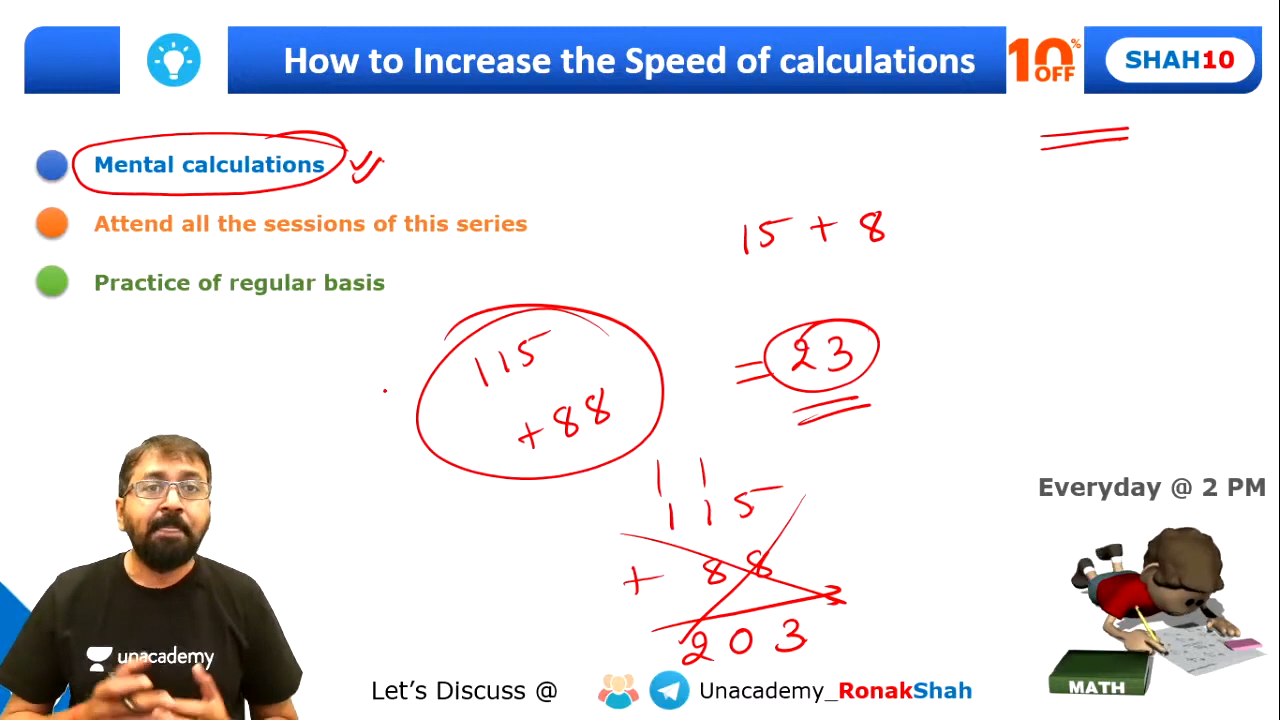 How to Increase the Speed of calculations
10% OFF
SHAH10
Mental calculations
Attend all the sessions of this series
Practice of regular basis
15 + 8
= 23
115
+88
1 1
115
+ 88
203
Everyday @ 2 PM
unacademy
MATH
Let's Discuss @
Unacademy_RonakShah